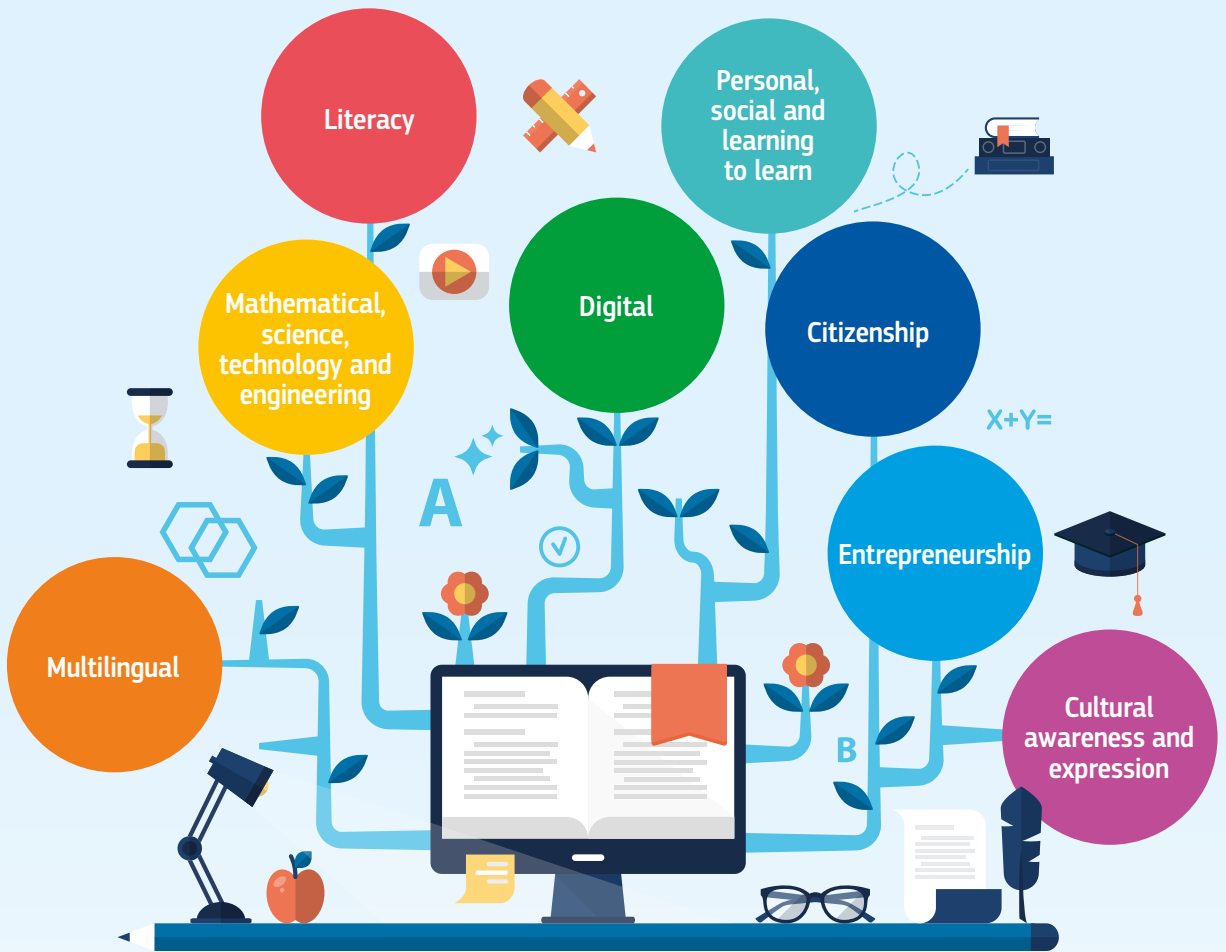 Literacy
Personal,
social and
learning
to learn
Mathematical,
science,
technology and
engineering
Digital
Citizenship
X+Y=
A
Entrepreneurship
Multilingual
Cultural
awareness and
expression
B